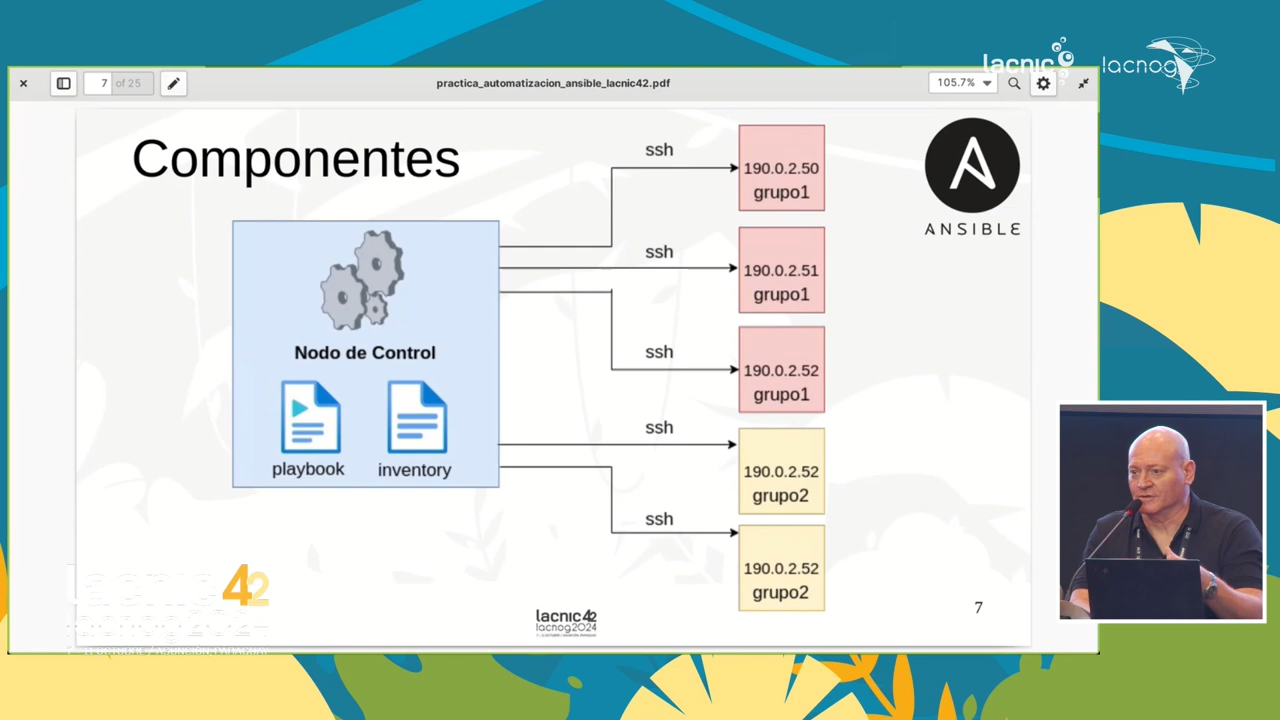 lacnic
lacnog
7 of 25
practica_automatizacion_ansible_lacnic42.pdf
105.7%
Componentes
ssh
190.0.2.50
grupo1
ANSIBLE
ssh
190.0.2.51
grupo1
Nodo de Control
ssh
190.0.2.52
grupo1
playbook
inventory
ssh
190.0.2.52
grupo2
ssh
190.0.2.52
grupo2
lacnic42
lacnog2024
7
lacnic42
lacnog2024